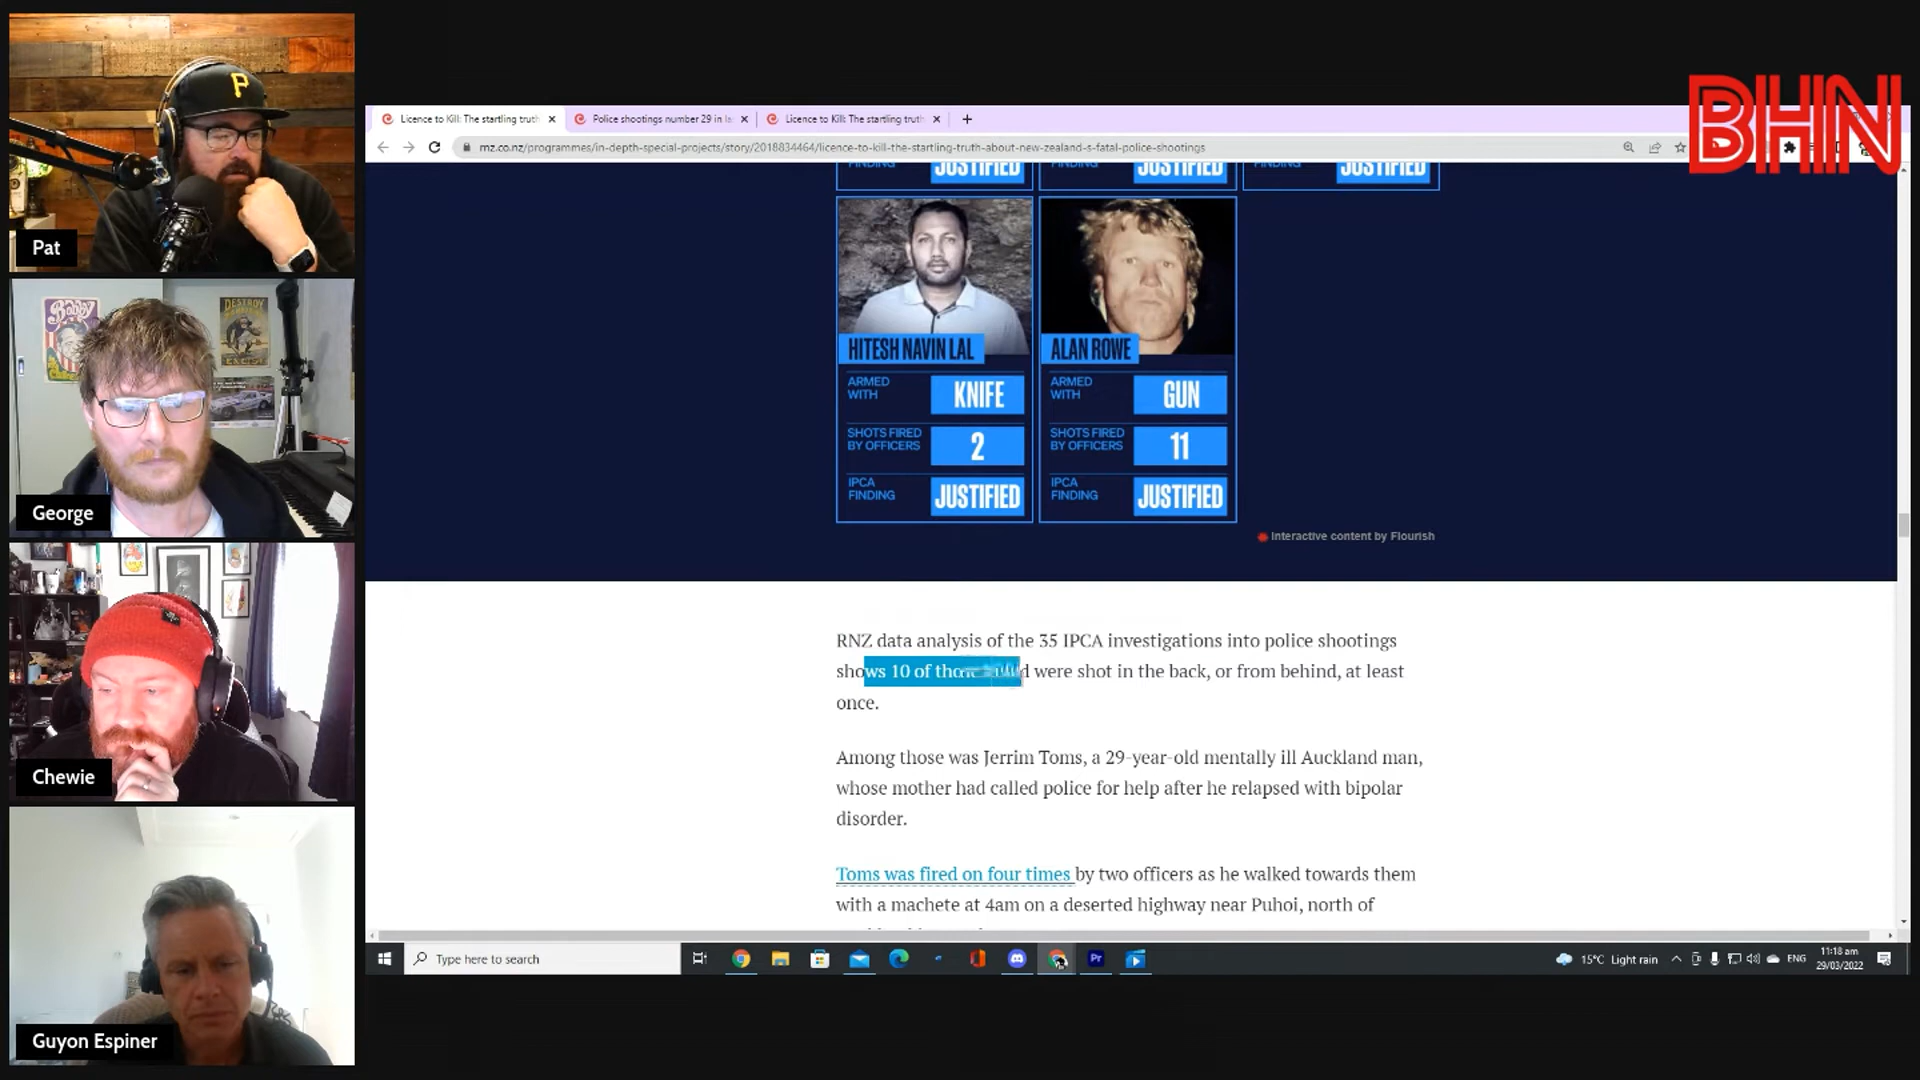 BHN
Pat
George
Chewie
Guyon Espiner
Bobby
DESTROY
Licence to Kill: The startling truth
Police shootings number 29 in la
Licence to Kill: The startling truth
rnz.co.nz/programmes/in-depth-special-projects/story/2018834464/licence-to-kill-the-startling-truth-about-new-zealand-s-fatal-police-shootings
FINDING JUSTIFIED
FINDING JUSTIFIED
FINDING JUSTIFIED
HITESH NAVIN LAL
ARMED WITH KNIFE
SHOTS FIRED BY OFFICERS 2
IPCA FINDING JUSTIFIED
ALAN ROWE
ARMED WITH GUN
SHOTS FIRED BY OFFICERS 11
IPCA FINDING JUSTIFIED
Interactive content by Flourish
RNZ data analysis of the 35 IPCA investigations into police shootings
shows 10 of those were shot in the back, or from behind, at least
once.
Among those was Jerrim Toms, a 29-year-old mentally ill Auckland man,
whose mother had called police for help after he relapsed with bipolar
disorder.
Toms was fired on four times by two officers as he walked towards them
with a machete at 4am on a deserted highway near Puhoi, north of
Type here to search
Pr
15°C Light rain
ENG
11:18 am
29/03/2022